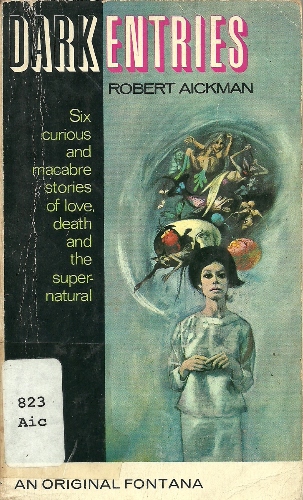 DARK ENTRIES
ROBERT AICKMAN
Six
curious
and
macabre
stories
of love,
death
and
the
super-
natural
823
Aic
AN ORIGINAL FONTANA